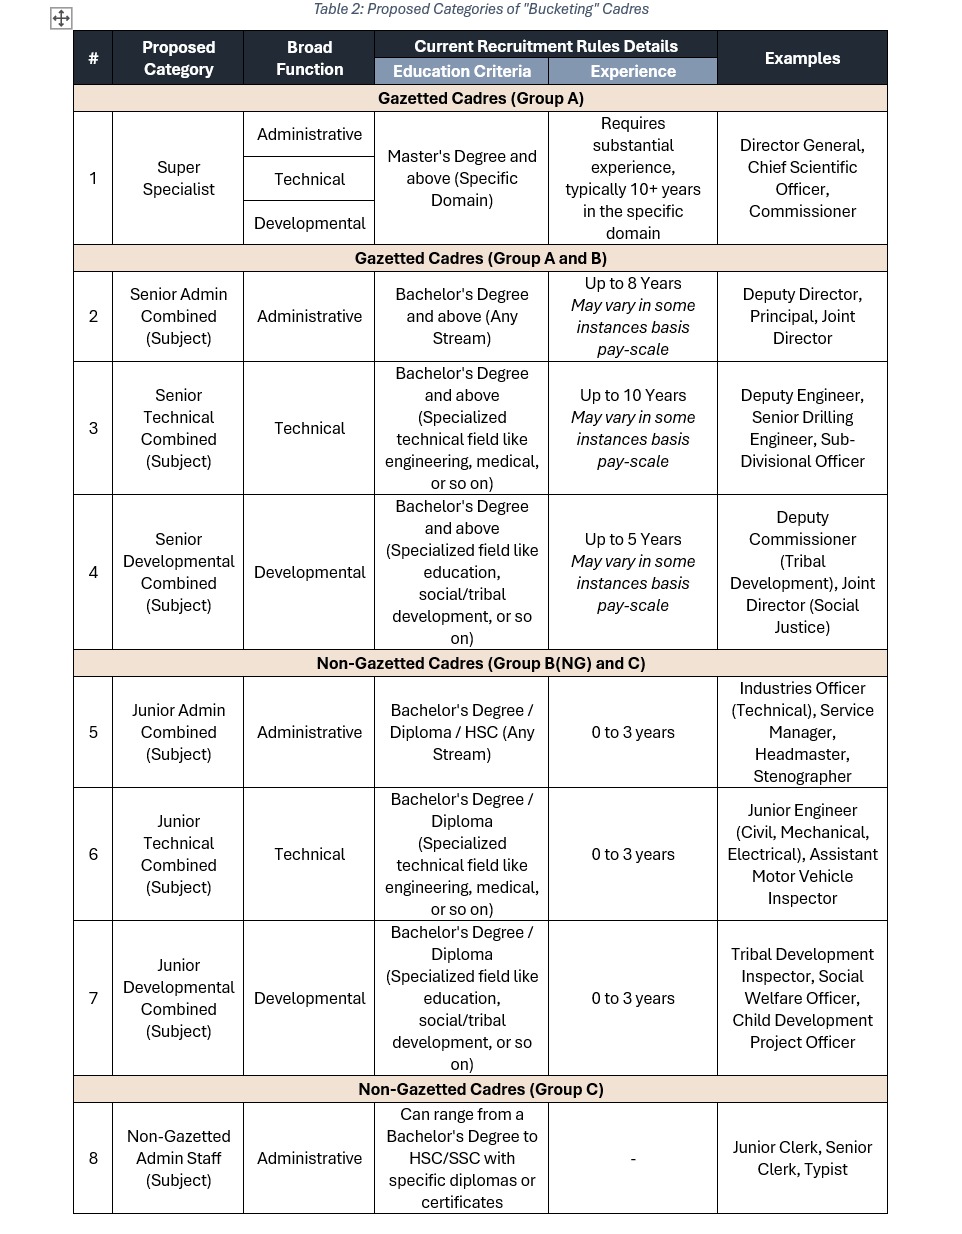 Table 2: Proposed Categories of "Bucketing" Cadres
#
Proposed
Category
Broad
Function
Current Recruitment Rules Details
Education Criteria
Experience
Examples
Gazetted Cadres (Group A)
1
Super
Specialist
Administrative
Technical
Developmental
Master's Degree and
above (Specific
Domain)
Requires
substantial
experience,
typically 10+ years
in the specific
domain
Director General,
Chief Scientific
Officer,
Commissioner
Gazetted Cadres (Group A and B)
2
Senior Admin
Combined
(Subject)
Administrative
Bachelor's Degree
and above (Any
Stream)
Up to 8 Years
May vary in some
instances basis
pay-scale
Deputy Director,
Principal, Joint
Director
3
Senior
Technical
Combined
(Subject)
Technical
Bachelor's Degree
and above
(Specialized
technical field like
engineering, medical,
or so on)
Up to 10 Years
May vary in some
instances basis
pay-scale
Deputy Engineer,
Senior Drilling
Engineer, Sub-
Divisional Officer
4
Senior
Developmental
Combined
(Subject)
Developmental
Bachelor's Degree
and above
(Specialized field like
education,
social/tribal
development, or so
on)
Up to 5 Years
May vary in some
instances basis
pay-scale
Deputy
Commissioner
(Tribal
Development), Joint
Director (Social
Justice)
Non-Gazetted Cadres (Group B(NG) and C)
5
Junior Admin
Combined
(Subject)
Administrative
Bachelor's Degree /
Diploma / HSC (Any
Stream)
0 to 3 years
Industries Officer
(Technical), Service
Manager,
Headmaster,
Stenographer
6
Junior
Technical
Combined
(Subject)
Technical
Bachelor's Degree /
Diploma
(Specialized
technical field like
engineering, medical,
or so on)
0 to 3 years
Junior Engineer
(Civil, Mechanical,
Electrical), Assistant
Motor Vehicle
Inspector
7
Junior
Developmental
Combined
(Subject)
Developmental
Bachelor's Degree /
Diploma
(Specialized field like
education,
social/tribal
development, or so
on)
0 to 3 years
Tribal Development
Inspector, Social
Welfare Officer,
Child Development
Project Officer
Non-Gazetted Cadres (Group C)
8
Non-Gazetted
Admin Staff
(Subject)
Administrative
Can range from a
Bachelor's Degree to
HSC/SSC with
specific diplomas or
certificates
-
Junior Clerk, Senior
Clerk, Typist